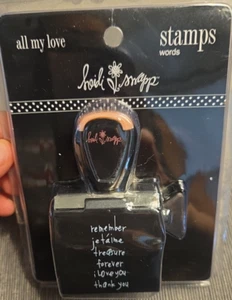 all my love
stamps
words
heidi swapp
heidi swapp
remember
je t'aime
treasure
forever
i love you
thank you